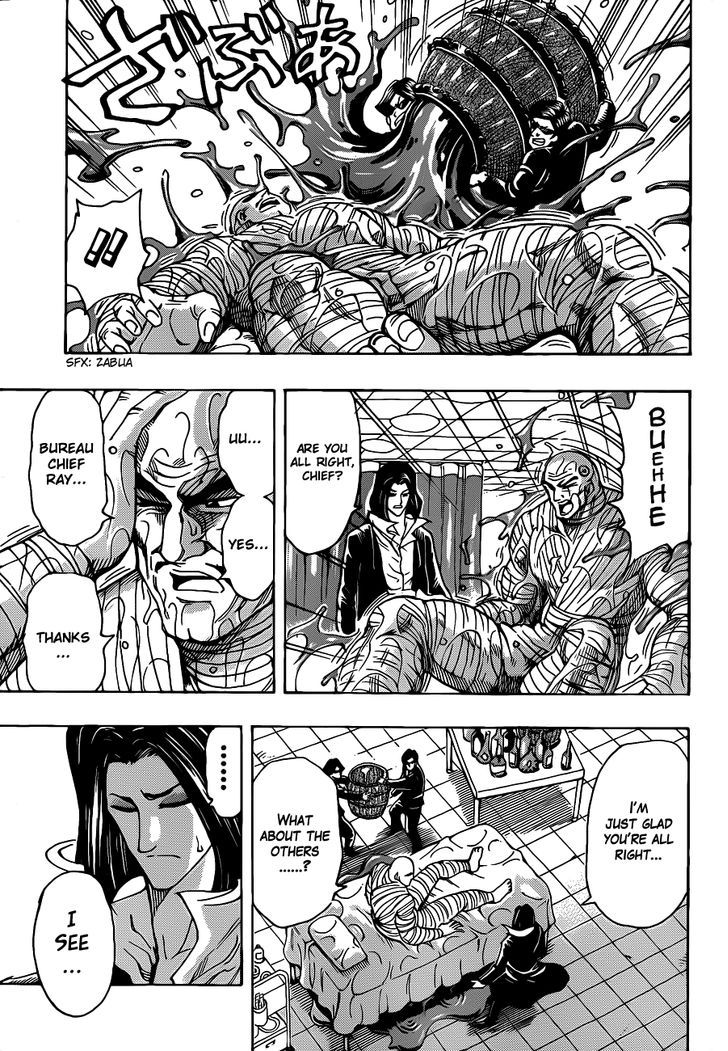 ざぶあ
!!
SFX: ZABUA
BUEHHE
ARE YOU
ALL RIGHT,
CHIEF?
UU...
YES...
BUREAU
CHIEF
RAY...
THANKS
...
I'M
JUST GLAD
YOU'RE ALL
RIGHT...
WHAT
ABOUT THE
OTHERS
......?
......
I
SEE
...